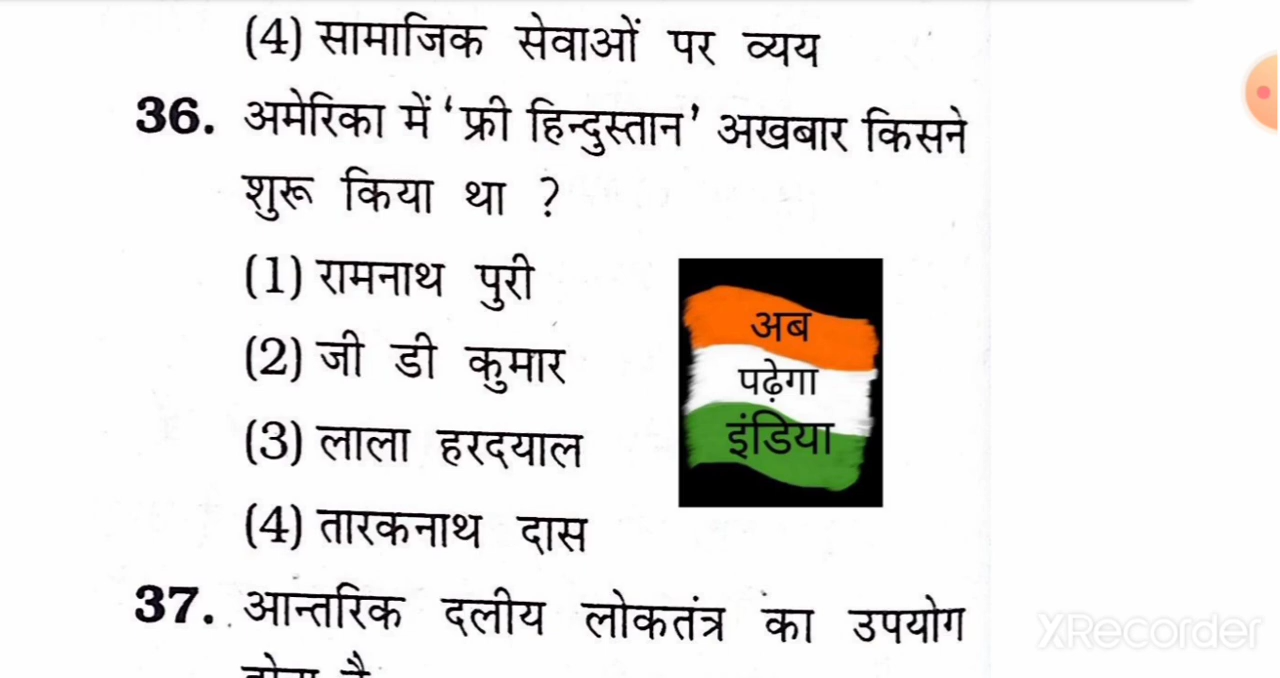 (4) सामाजिक सेवाओं पर व्यय
36. अमेरिका में ‘फ्री हिन्दुस्तान’ अखबार किसने
शुरू किया था ?
(1) रामनाथ पुरी
(2) जी डी कुमार
(3) लाला हरदयाल
(4) तारकनाथ दास
अब
पढ़ेगा
इंडिया
37. आन्तरिक दलीय लोकतंत्र का उपयोग
XRecorder